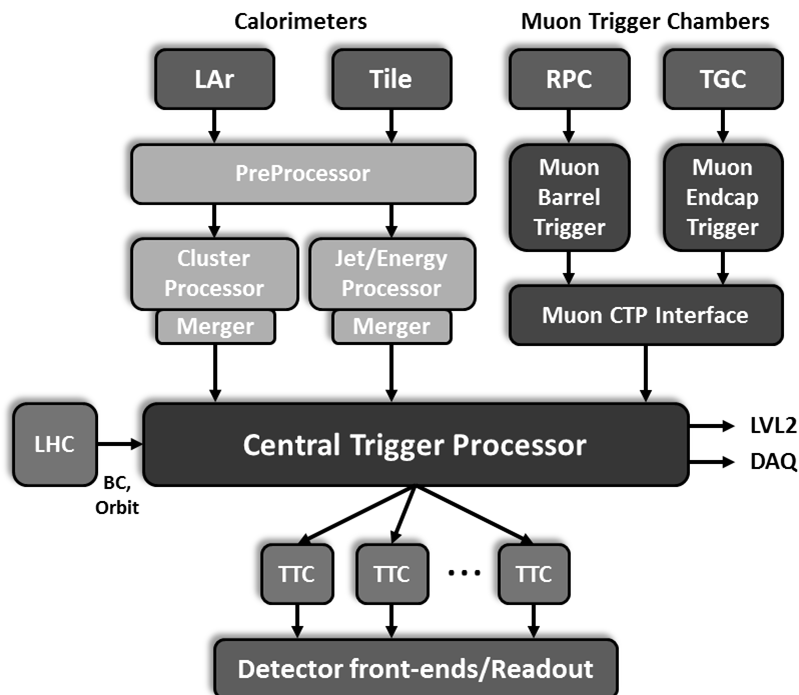 Calorimeters
Muon Trigger Chambers
LAr
Tile
RPC
TGC
PreProcessor
Muon
Barrel
Trigger
Muon
Endcap
Trigger
Cluster
Processor
Jet/Energy
Processor
Merger
Merger
Muon CTP Interface
LHC
BC,
Orbit
Central Trigger Processor
LVL2
DAQ
TTC
TTC
...
TTC
Detector front-ends/Readout